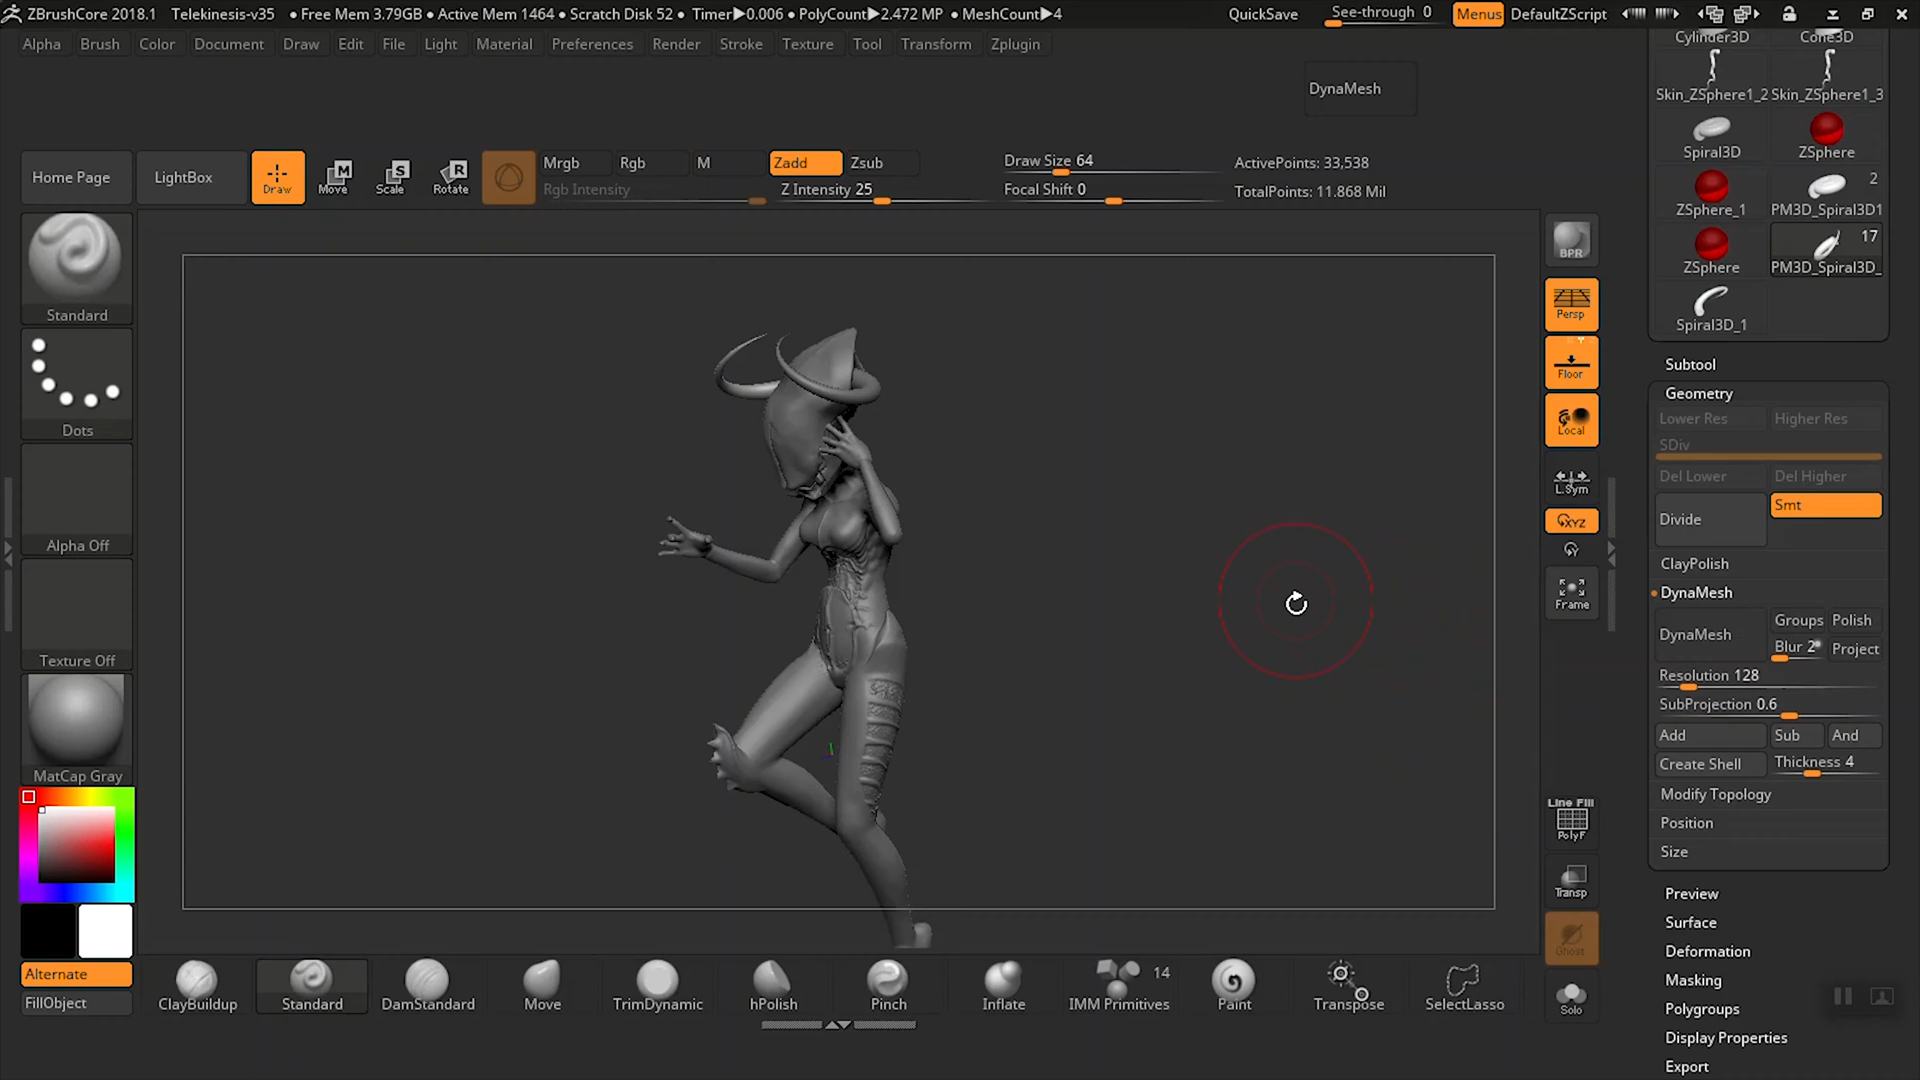 ZBrushCore 2018.1 Telekinesis-v35 • Free Mem 3.79GB • Active Mem 1464 • Scratch Disk 52 • Timer▶0.006 • PolyCount▶2.472 MP • MeshCount▶4 QuickSave See-through 0 Menus DefaultZScript
Alpha Brush Color Document Draw Edit File Light Material Preferences Render Stroke Texture Tool Transform Zplugin
DynaMesh
Home Page LightBox Draw Move Scale Rotate
M S R
Mrgb Rgb M Zadd Zsub
Rgb Intensity Z Intensity 25
Draw Size 64
Focal Shift 0
ActivePoints: 33,538
TotalPoints: 11.868 Mil
Standard
Dots
Alpha Off
Texture Off
MatCap Gray
Alternate
FillObject
BPR
Persp
Floor
Local
L.Sym
XYZ
Y
Frame
Line Fill
PolyF
Transp
Ghost
Solo
Cylinder3D Cone3D
Skin_ZSphere1_2 Skin_ZSphere1_3
Spiral3D ZSphere
2
ZSphere_1 PM3D_Spiral3D1
17
ZSphere PM3D_Spiral3D_
Spiral3D_1
Subtool
Geometry
Lower Res Higher Res
SDiv
Del Lower Del Higher
Divide Smt
ClayPolish
DynaMesh
DynaMesh Groups Polish
Blur 2 Project
Resolution 128
SubProjection 0.6
Add Sub And
Create Shell Thickness 4
Modify Topology
Position
Size
Preview
Surface
Deformation
Masking
Polygroups
Display Properties
Export
ClayBuildup Standard DamStandard Move TrimDynamic hPolish Pinch Inflate IMM Primitives 14 Paint Transpose SelectLasso